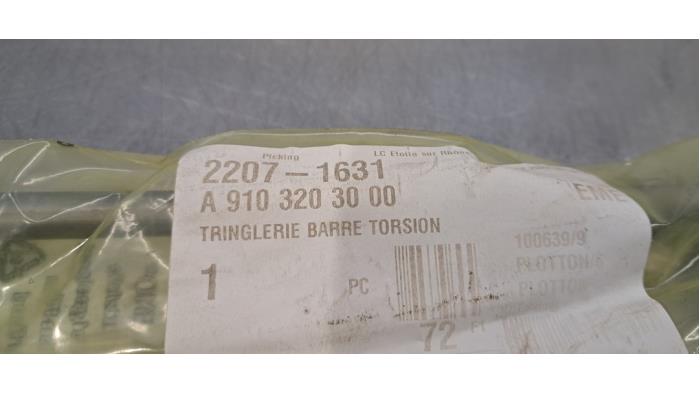 Picking LC Etoile sur Rhône
2207-1631
A 910 320 30 00
TRINGLERIE BARRE TORSION
EME
100639/9
1 PC
PLOTTON
PLOTTON
72